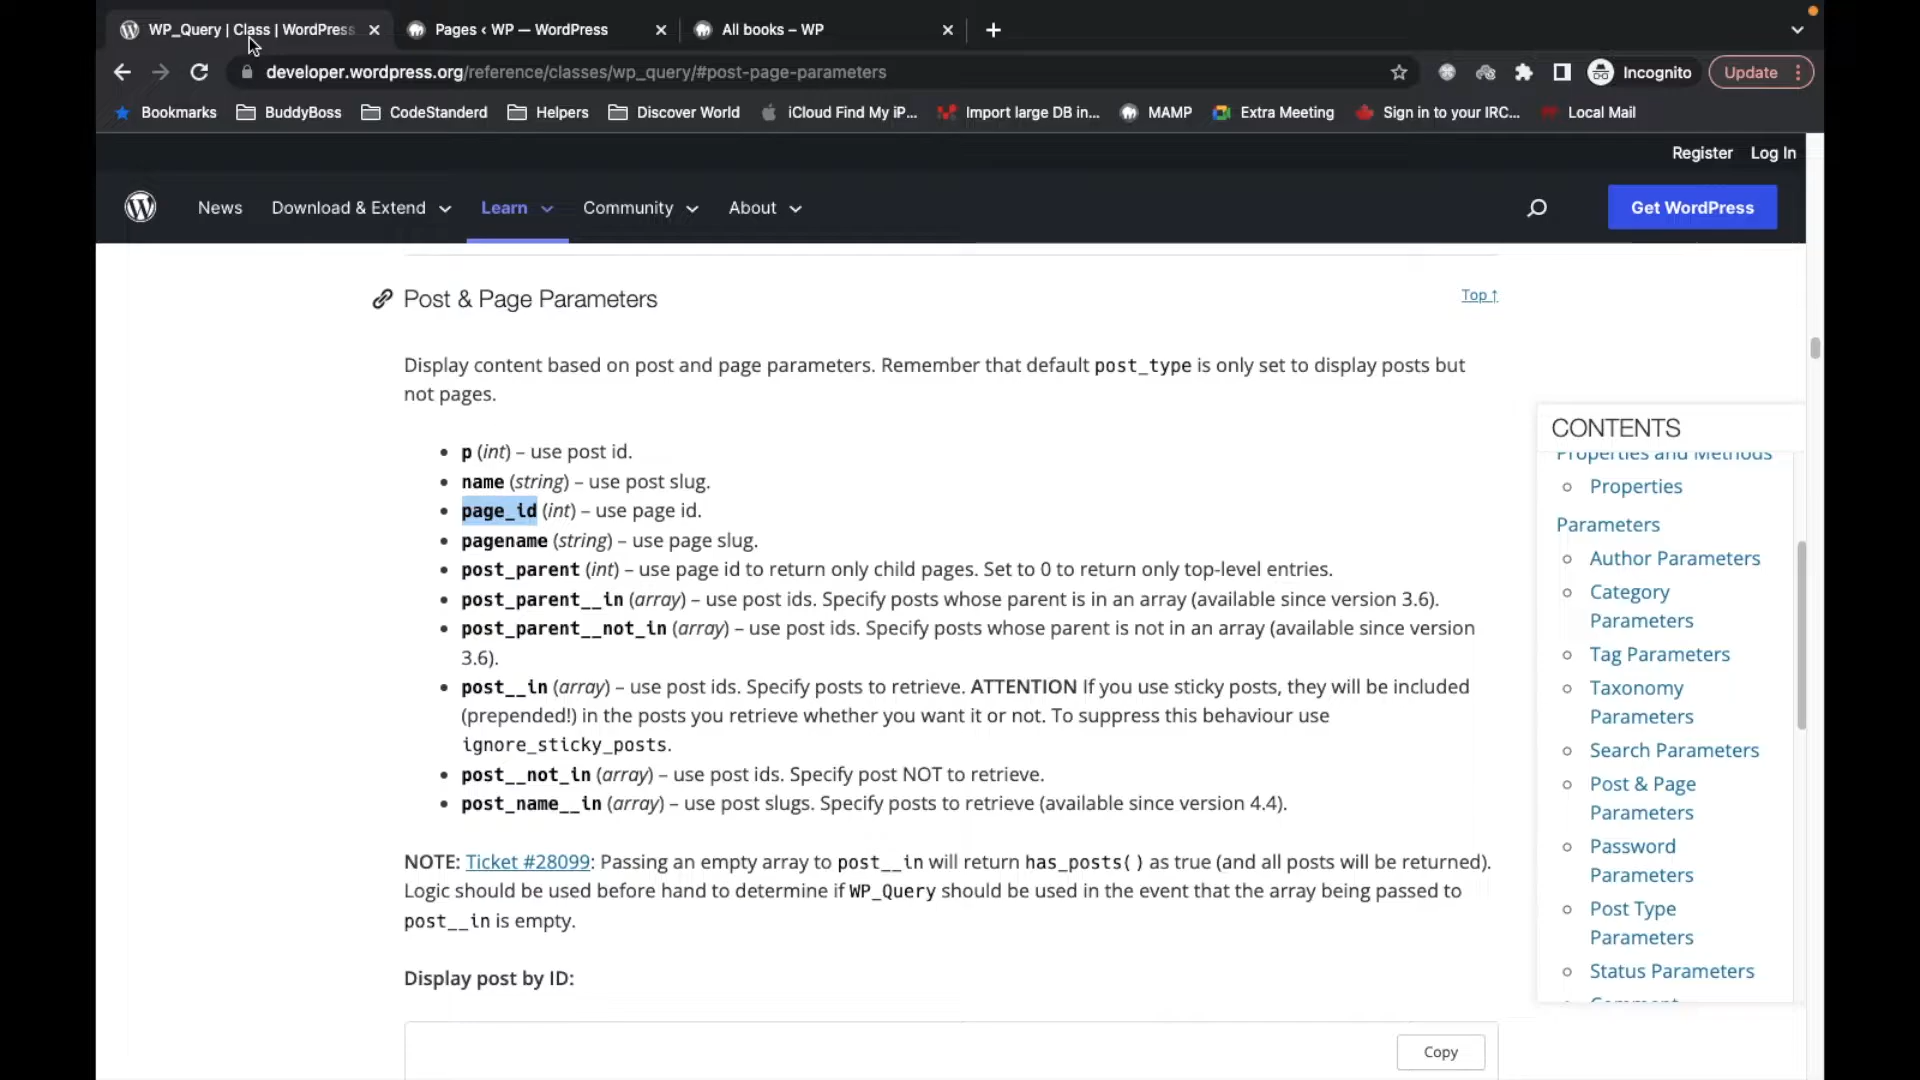 WP_Query | Class | WordPress
Pages ‹ WP — WordPress
All books – WP
developer.wordpress.org/reference/classes/wp_query/#post-page-parameters
Incognito
Update
Bookmarks
BuddyBoss
CodeStanderd
Helpers
Discover World
iCloud Find My iP...
Import large DB in...
MAMP
Extra Meeting
Sign in to your IRC...
Local Mail
Register Log In
News
Download & Extend
Learn
Community
About
Get WordPress
Post & Page Parameters
Top ↑
Display content based on post and page parameters. Remember that default post_type is only set to display posts but
not pages.
• p (int) – use post id.
• name (string) – use post slug.
• page_id (int) – use page id.
• pagename (string) – use page slug.
• post_parent (int) – use page id to return only child pages. Set to 0 to return only top-level entries.
• post_parent__in (array) – use post ids. Specify posts whose parent is in an array (available since version 3.6).
• post_parent__not_in (array) – use post ids. Specify posts whose parent is not in an array (available since version
3.6).
• post__in (array) – use post ids. Specify posts to retrieve. ATTENTION If you use sticky posts, they will be included
(prepended!) in the posts you retrieve whether you want it or not. To suppress this behaviour use
ignore_sticky_posts.
• post__not_in (array) – use post ids. Specify post NOT to retrieve.
• post_name__in (array) – use post slugs. Specify posts to retrieve (available since version 4.4).
NOTE: Ticket #28099: Passing an empty array to post__in will return has_posts() as true (and all posts will be returned).
Logic should be used before hand to determine if WP_Query should be used in the event that the array being passed to
post__in is empty.
Display post by ID:
Copy
CONTENTS
Properties and Methods
Properties
Parameters
Author Parameters
Category
Parameters
Tag Parameters
Taxonomy
Parameters
Search Parameters
Post & Page
Parameters
Password
Parameters
Post Type
Parameters
Status Parameters
Comment